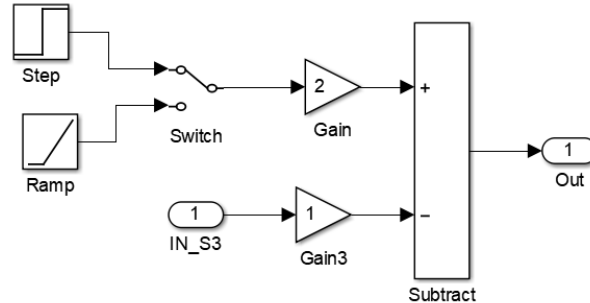 Step
Switch
2
Gain
+
Ramp
1
Out
1
IN_S3
1
Gain3
−
Subtract